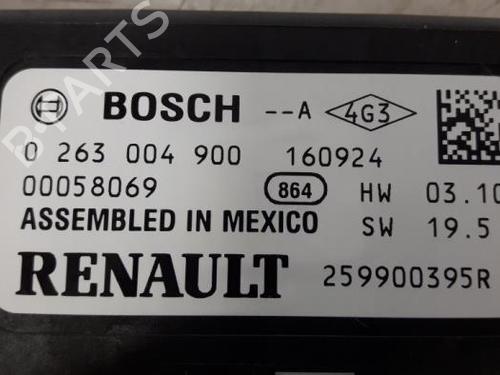 BOSCH --A 4G3
0 263 004 900 160924
00058069 864 HW 03.10
ASSEMBLED IN MEXICO SW 19.5
RENAULT 259900395R
B-PARTS